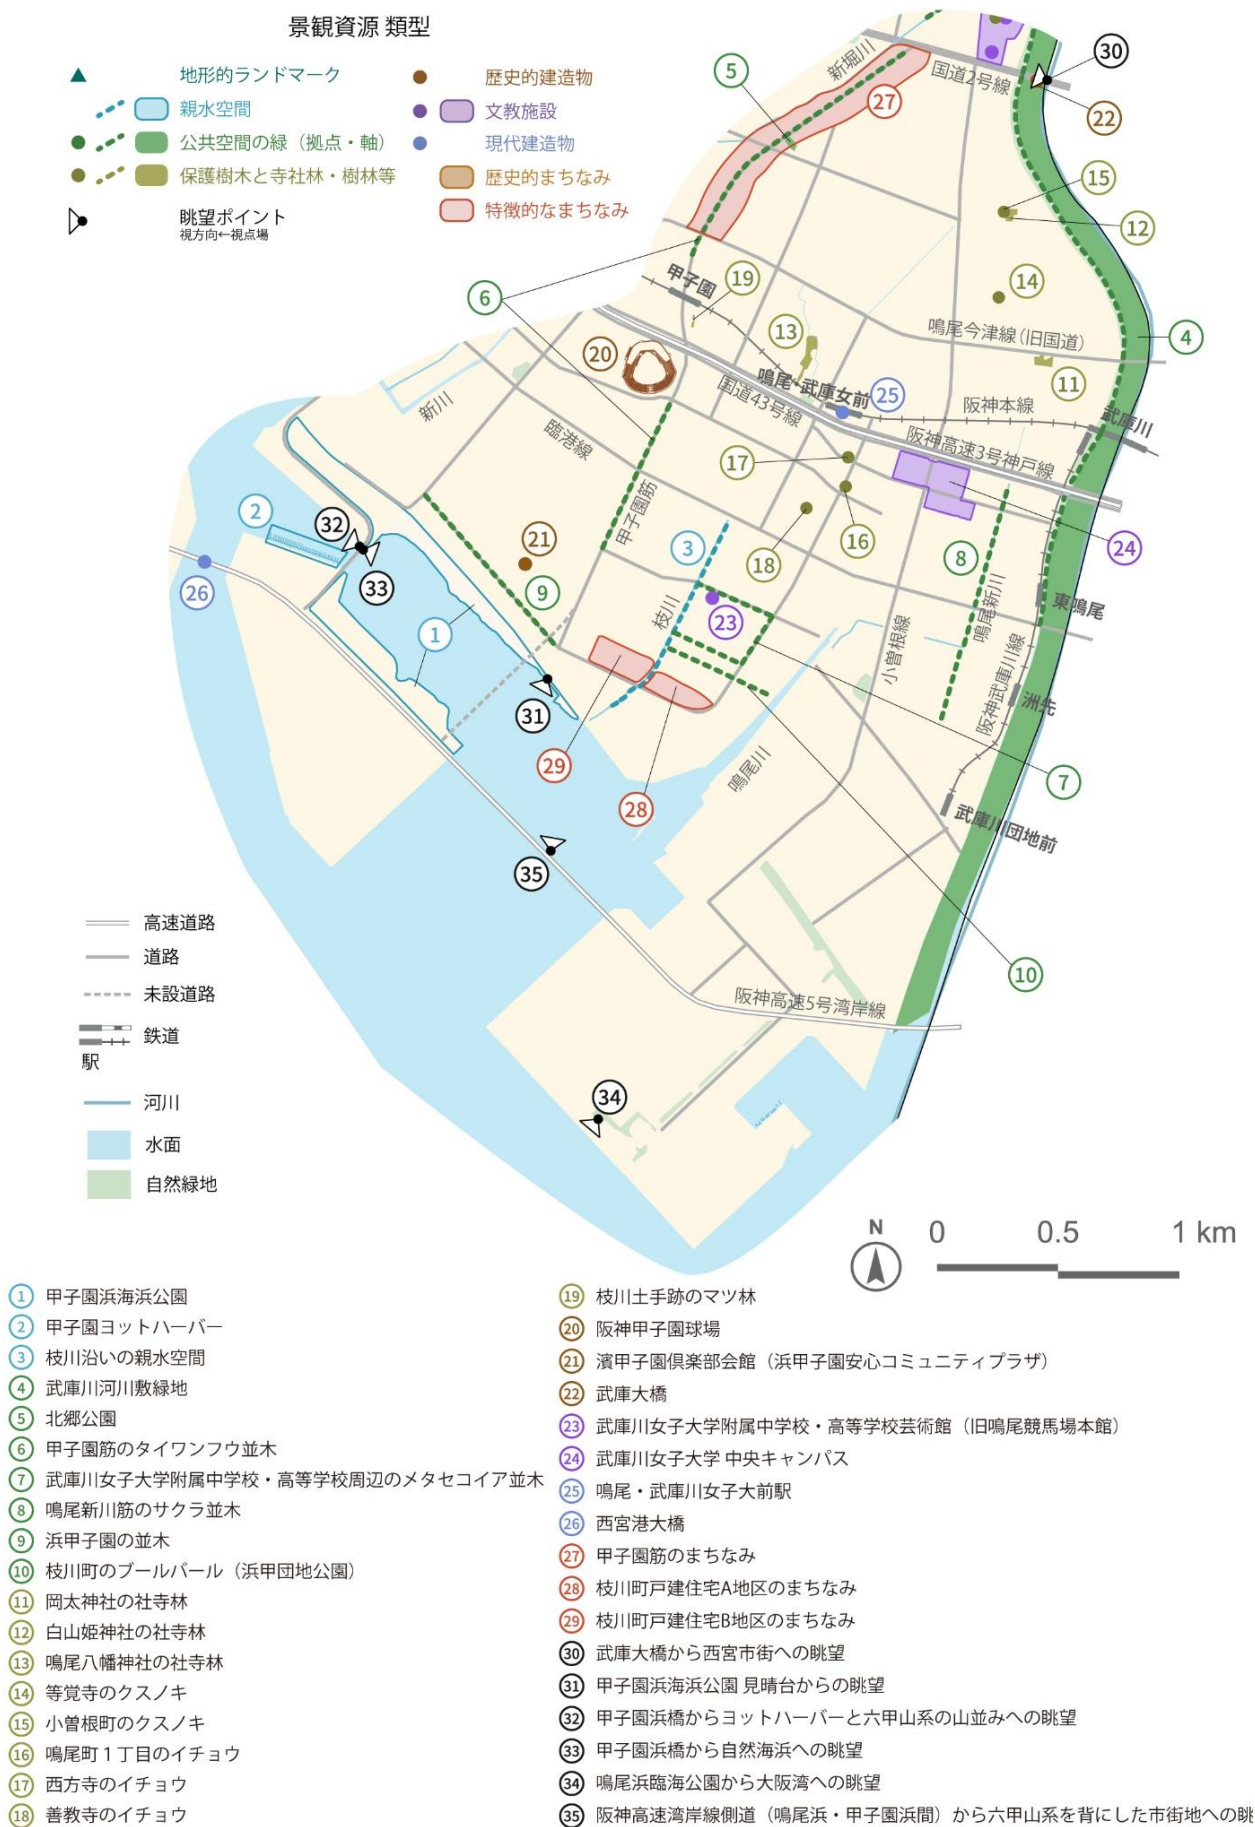 景観資源 類型
地形的ランドマーク
親水空間
公共空間の緑（拠点・軸）
保護樹木と寺社林・樹林等
眺望ポイント
視方向←視点場
歴史的建造物
文教施設
現代建造物
歴史的まちなみ
特徴的なまちなみ
新堀川
国道2号線
30
5
27
22
15
12
14
19
甲子園
6
13
鳴尾今津線（旧国道）
4
20
11
鳴尾・武庫女前
25
国道43号線
阪神本線
武庫川
新川
臨港線
阪神高速3号神戸線
17
甲子園筋
2
32
3
21
16
18
24
8
26
33
9
23
枝川
東鳴尾
鳴尾新川
1
小曽根線
阪神武庫川線
洲先
31
29
鳴尾川
7
28
武庫川団地前
35
10
阪神高速5号湾岸線
34
高速道路
道路
未設道路
鉄道
駅
河川
水面
自然緑地
N
0 0.5 1 km
1 甲子園浜海浜公園
2 甲子園ヨットハーバー
3 枝川沿いの親水空間
4 武庫川河川敷緑地
5 北郷公園
6 甲子園筋のタイワンフウ並木
7 武庫川女子大学附属中学校・高等学校周辺のメタセコイア並木
8 鳴尾新川筋のサクラ並木
9 浜甲子園の並木
10 枝川町のブールバール（浜甲団地公園）
11 岡太神社の社寺林
12 白山姫神社の社寺林
13 鳴尾八幡神社の社寺林
14 等覚寺のクスノキ
15 小曽根町のクスノキ
16 鳴尾町１丁目のイチョウ
17 西方寺のイチョウ
18 善教寺のイチョウ
19 枝川土手跡のマツ林
20 阪神甲子園球場
21 濱甲子園倶楽部会館（浜甲子園安心コミュニティプラザ）
22 武庫大橋
23 武庫川女子大学附属中学校・高等学校芸術館（旧鳴尾競馬場本館）
24 武庫川女子大学 中央キャンパス
25 鳴尾・武庫川女子大前駅
26 西宮港大橋
27 甲子園筋のまちなみ
28 枝川町戸建住宅A地区のまちなみ
29 枝川町戸建住宅B地区のまちなみ
30 武庫大橋から西宮市街への眺望
31 甲子園浜海浜公園 見晴台からの眺望
32 甲子園浜橋からヨットハーバーと六甲山系の山並みへの眺望
33 甲子園浜橋から自然海浜への眺望
34 鳴尾浜臨海公園から大阪湾への眺望
35 阪神高速湾岸線側道（鳴尾浜・甲子園浜間）から六甲山系を背にした市街地への眺